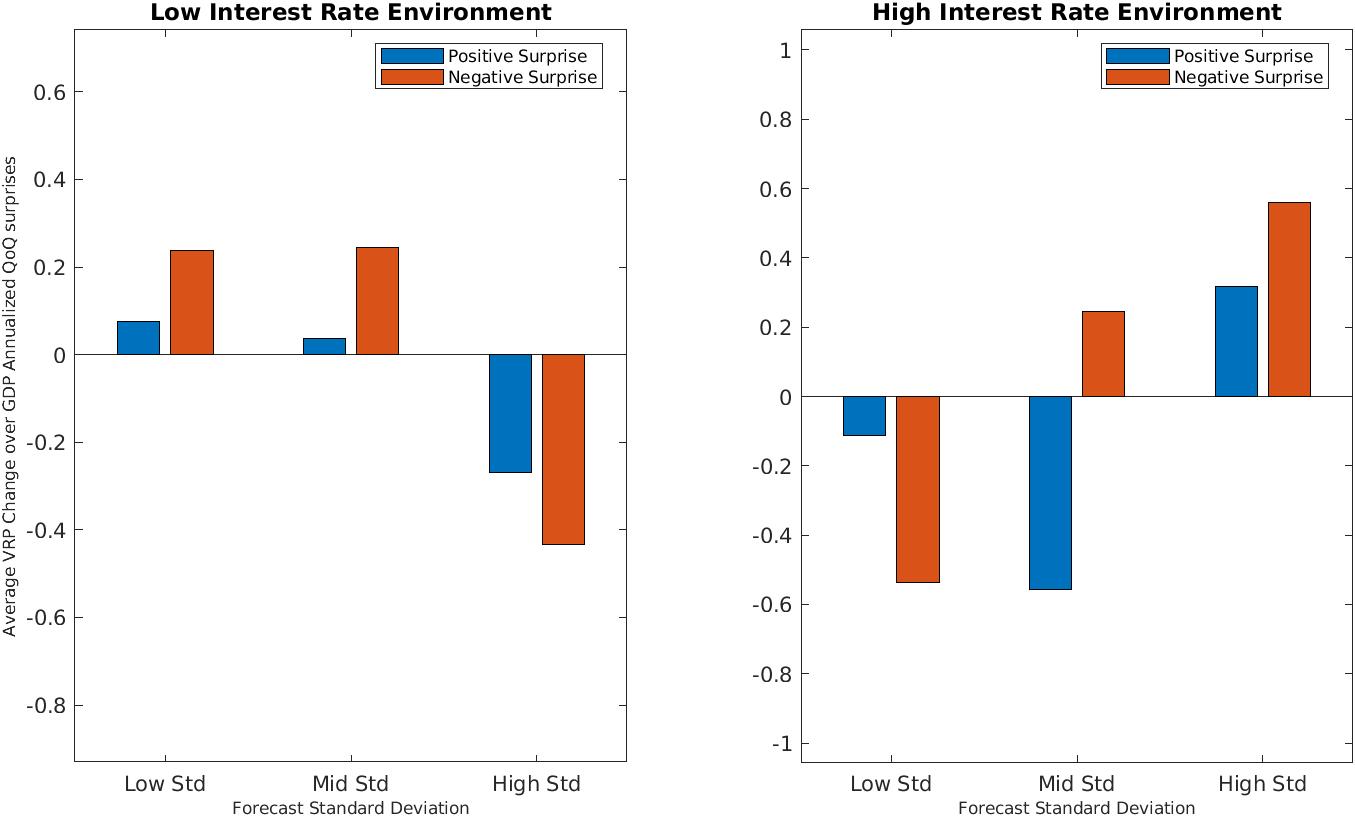 Low Interest Rate Environment
Positive Surprise
Negative Surprise
0.6
0.4
0.2
0
-0.2
-0.4
-0.6
-0.8
Average VRP Change over GDP Annualized QoQ surprises
Low Std
Mid Std
High Std
Forecast Standard Deviation
High Interest Rate Environment
Positive Surprise
Negative Surprise
1
0.8
0.6
0.4
0.2
0
-0.2
-0.4
-0.6
-0.8
-1
Low Std
Mid Std
High Std
Forecast Standard Deviation